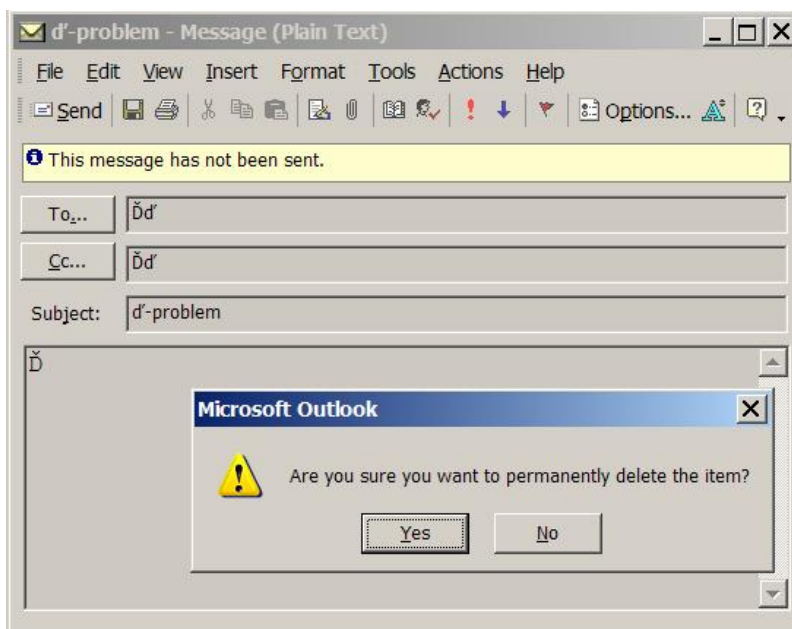 ď-problem - Message (Plain Text)
File Edit View Insert Format Tools Actions Help
Send Options...
This message has not been sent.
To... Ďď
Cc... Ďď
Subject: ď-problem
Ď
Microsoft Outlook
Are you sure you want to permanently delete the item?
Yes No